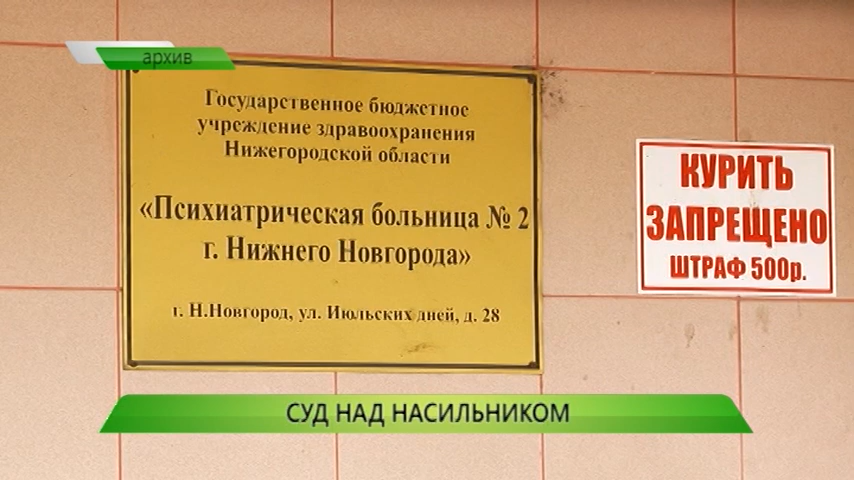 архив
Государственное бюджетное
учреждение здравоохранения
Нижегородской области
«Психиатрическая больница № 2
г. Нижнего Новгорода»
г. Н.Новгород, ул. Июльских дней, д. 28
КУРИТЬ
ЗАПРЕЩЕНО
ШТРАФ 500р.
СУД НАД НАСИЛЬНИКОМ